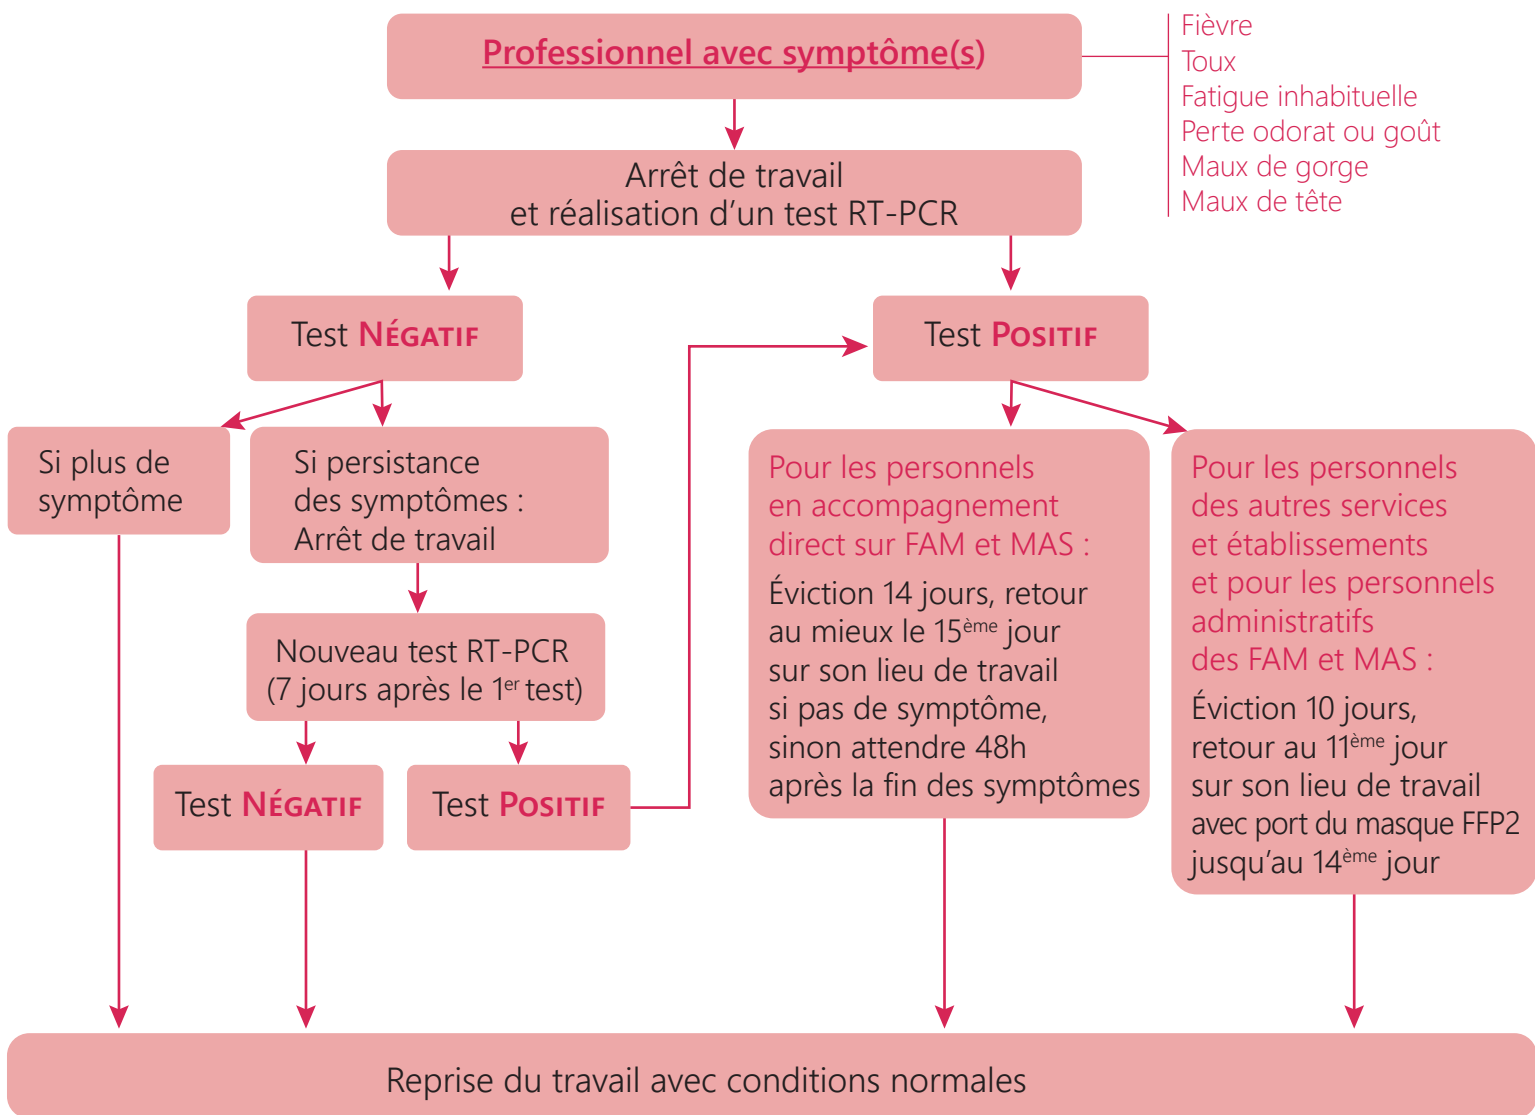 Professionnel avec symptôme(s)
Fièvre
Toux
Fatigue inhabituelle
Perte odorat ou goût
Maux de gorge
Maux de tête
Arrêt de travail
et réalisation d’un test RT-PCR
Test NÉGATIF
Test POSITIF
Si plus de
symptôme
Si persistance
des symptômes :
Arrêt de travail
Nouveau test RT-PCR
(7 jours après le 1er test)
Test NÉGATIF
Test POSITIF
Pour les personnels
en accompagnement
direct sur FAM et MAS :
Éviction 14 jours, retour
au mieux le 15ème jour
sur son lieu de travail
si pas de symptôme,
sinon attendre 48h
après la fin des symptômes
Pour les personnels
des autres services
et établissements
et pour les personnels
administratifs
des FAM et MAS :
Éviction 10 jours,
retour au 11ème jour
sur son lieu de travail
avec port du masque FFP2
jusqu’au 14ème jour
Reprise du travail avec conditions normales